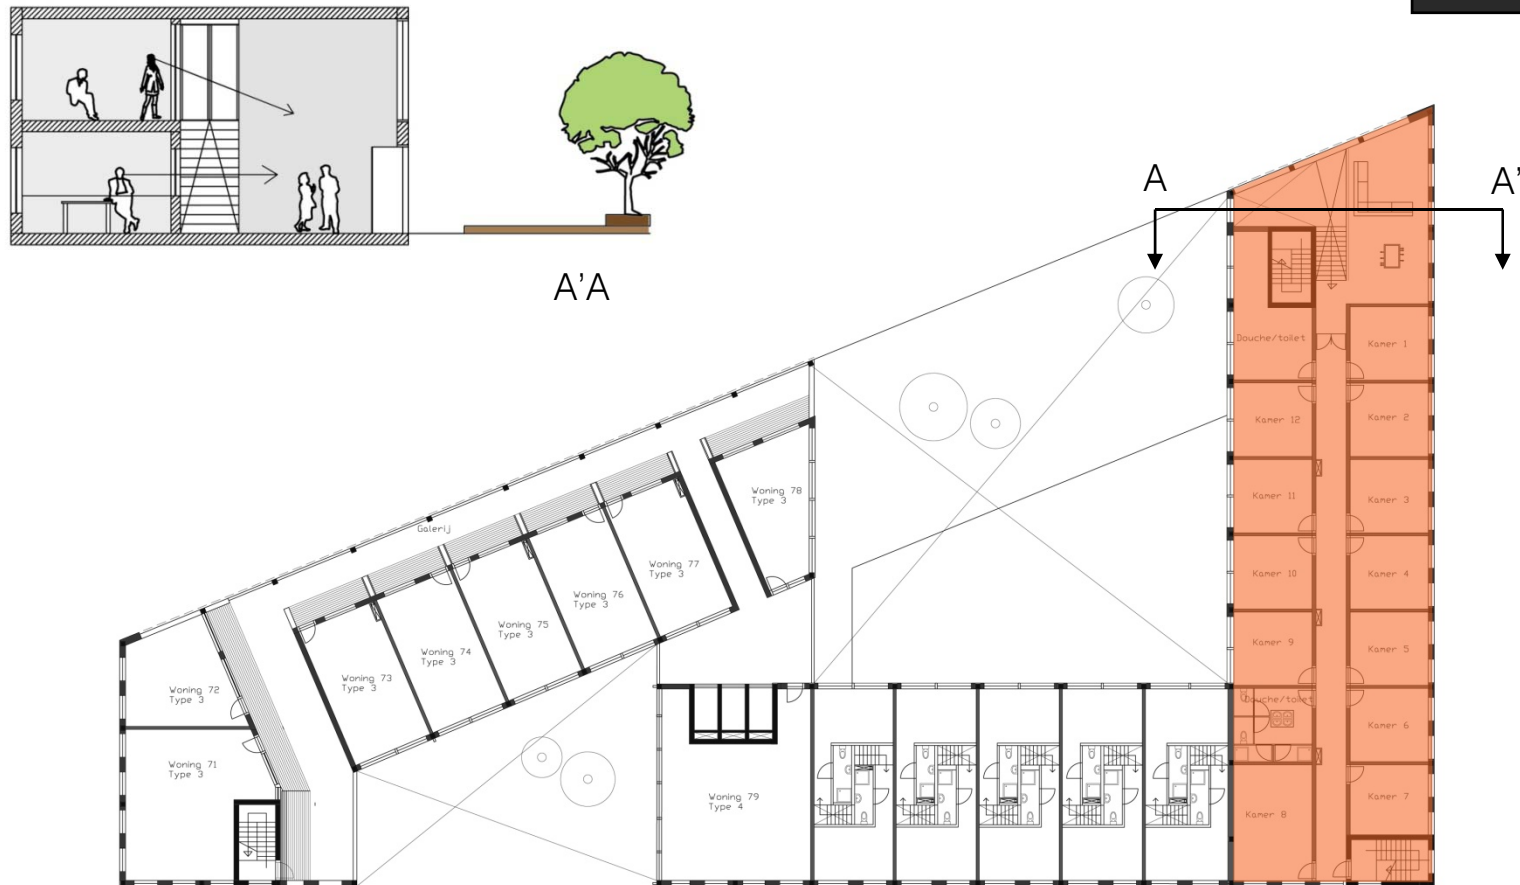 A'A
A
A'
Douche/toilet
Kamer 1
Kamer 12
Kamer 2
Kamer 11
Kamer 3
Kamer 10
Kamer 4
Kamer 9
Kamer 5
Douche/toilet
Kamer 6
Kamer 8
Kamer 7
Galerij
Woning 78
Type 3
Woning 77
Type 3
Woning 76
Type 3
Woning 75
Type 3
Woning 74
Type 3
Woning 73
Type 3
Woning 72
Type 3
Woning 71
Type 3
Woning 79
Type 4